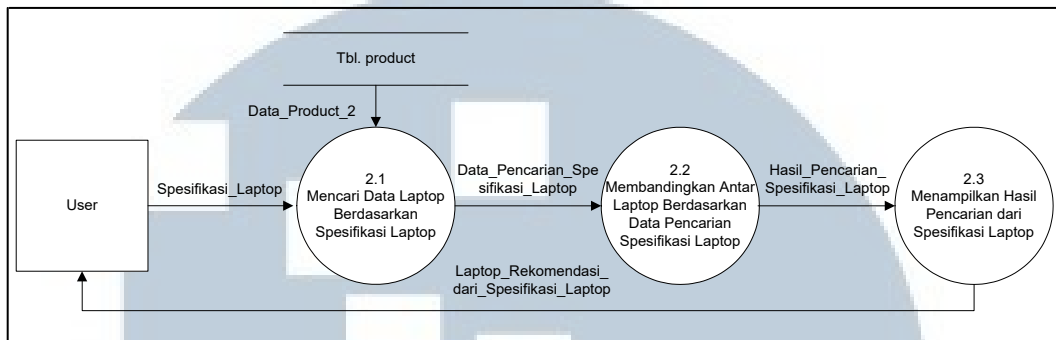 Tbl. product
Data_Product_2
User
Spesifikasi_Laptop
2.1
Mencari Data Laptop
Berdasarkan
Spesifikasi Laptop
Data_Pencarian_Spe
sifikasi_Laptop
2.2
Membandingkan Antar
Laptop Berdasarkan
Data Pencarian
Spesifikasi Laptop
Hasil_Pencarian_
Spesifikasi_Laptop
2.3
Menampilkan Hasil
Pencarian dari
Spesifikasi Laptop
Laptop_Rekomendasi_
dari_Spesifikasi_Laptop